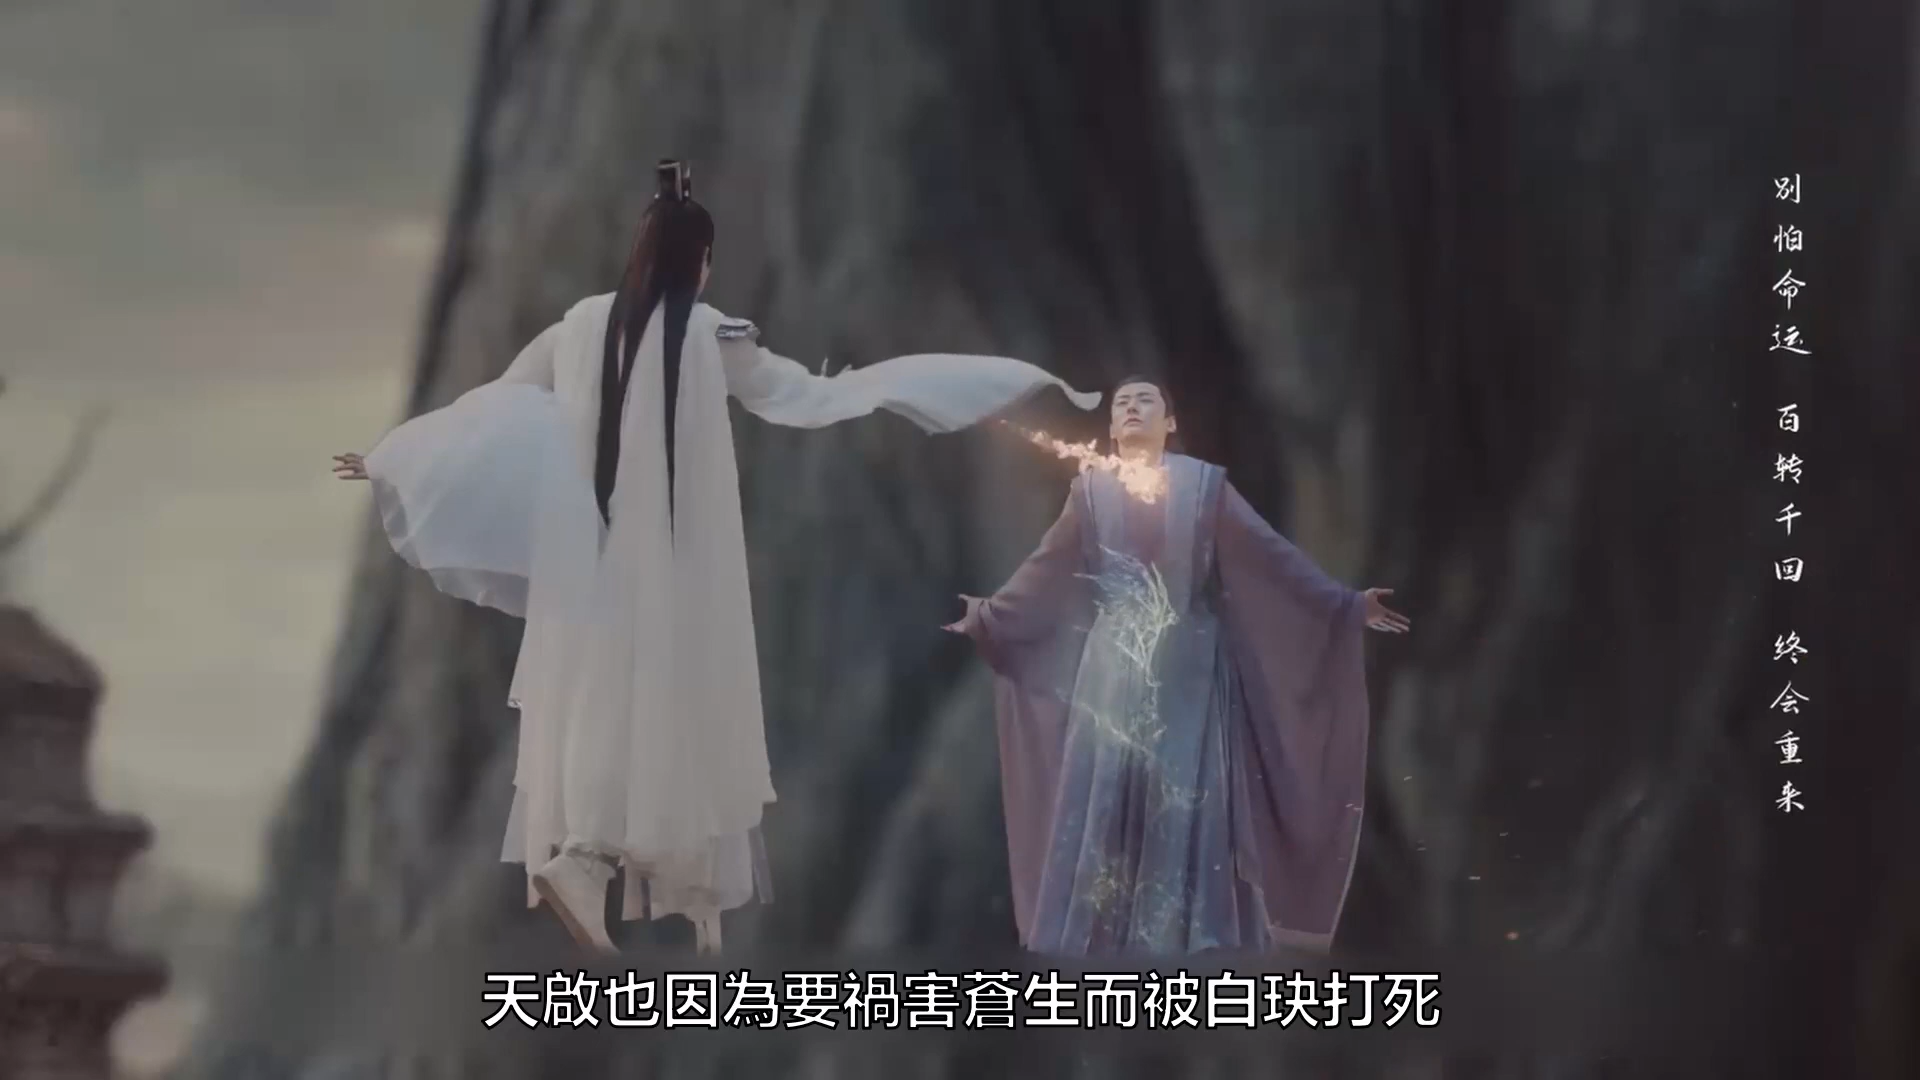 别怕命运 百转千回 终会重来
天啟也因為要禍害蒼生而被白玦打死